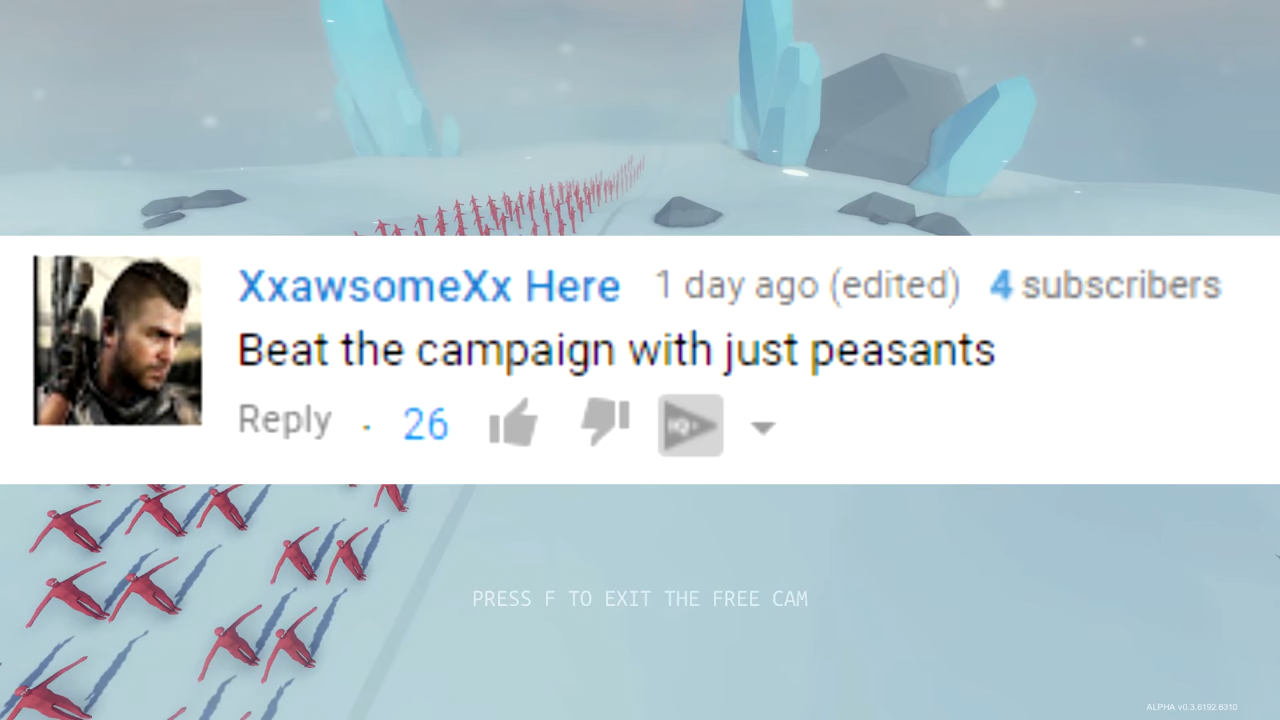 XxawsomeXx Here 1 day ago (edited) 4 subscribers
Beat the campaign with just peasants
Reply · 26 IQ
PRESS F TO EXIT THE FREE CAM
ALPHA v0.3.6192.6310